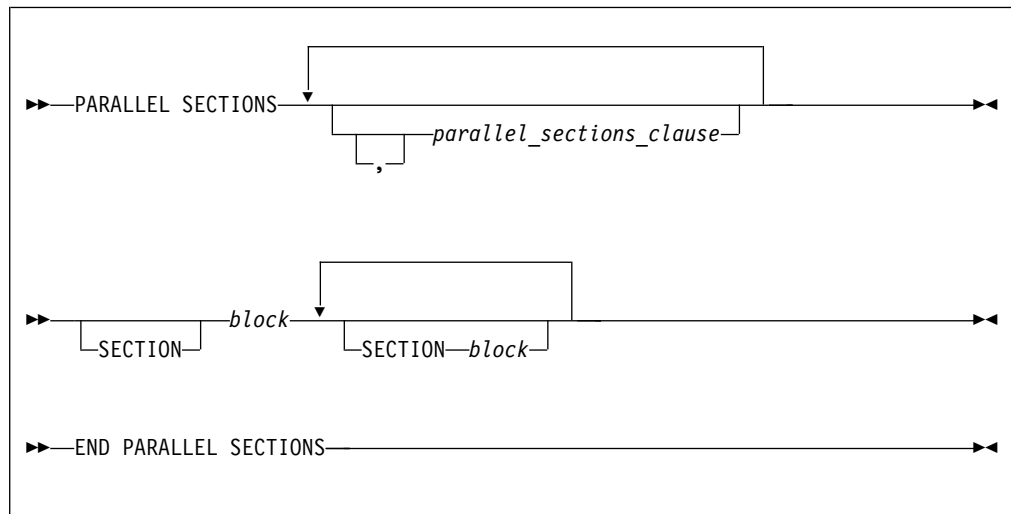 PARALLEL SECTIONS
parallel_sections_clause
,
block
SECTION SECTION block
END PARALLEL SECTIONS